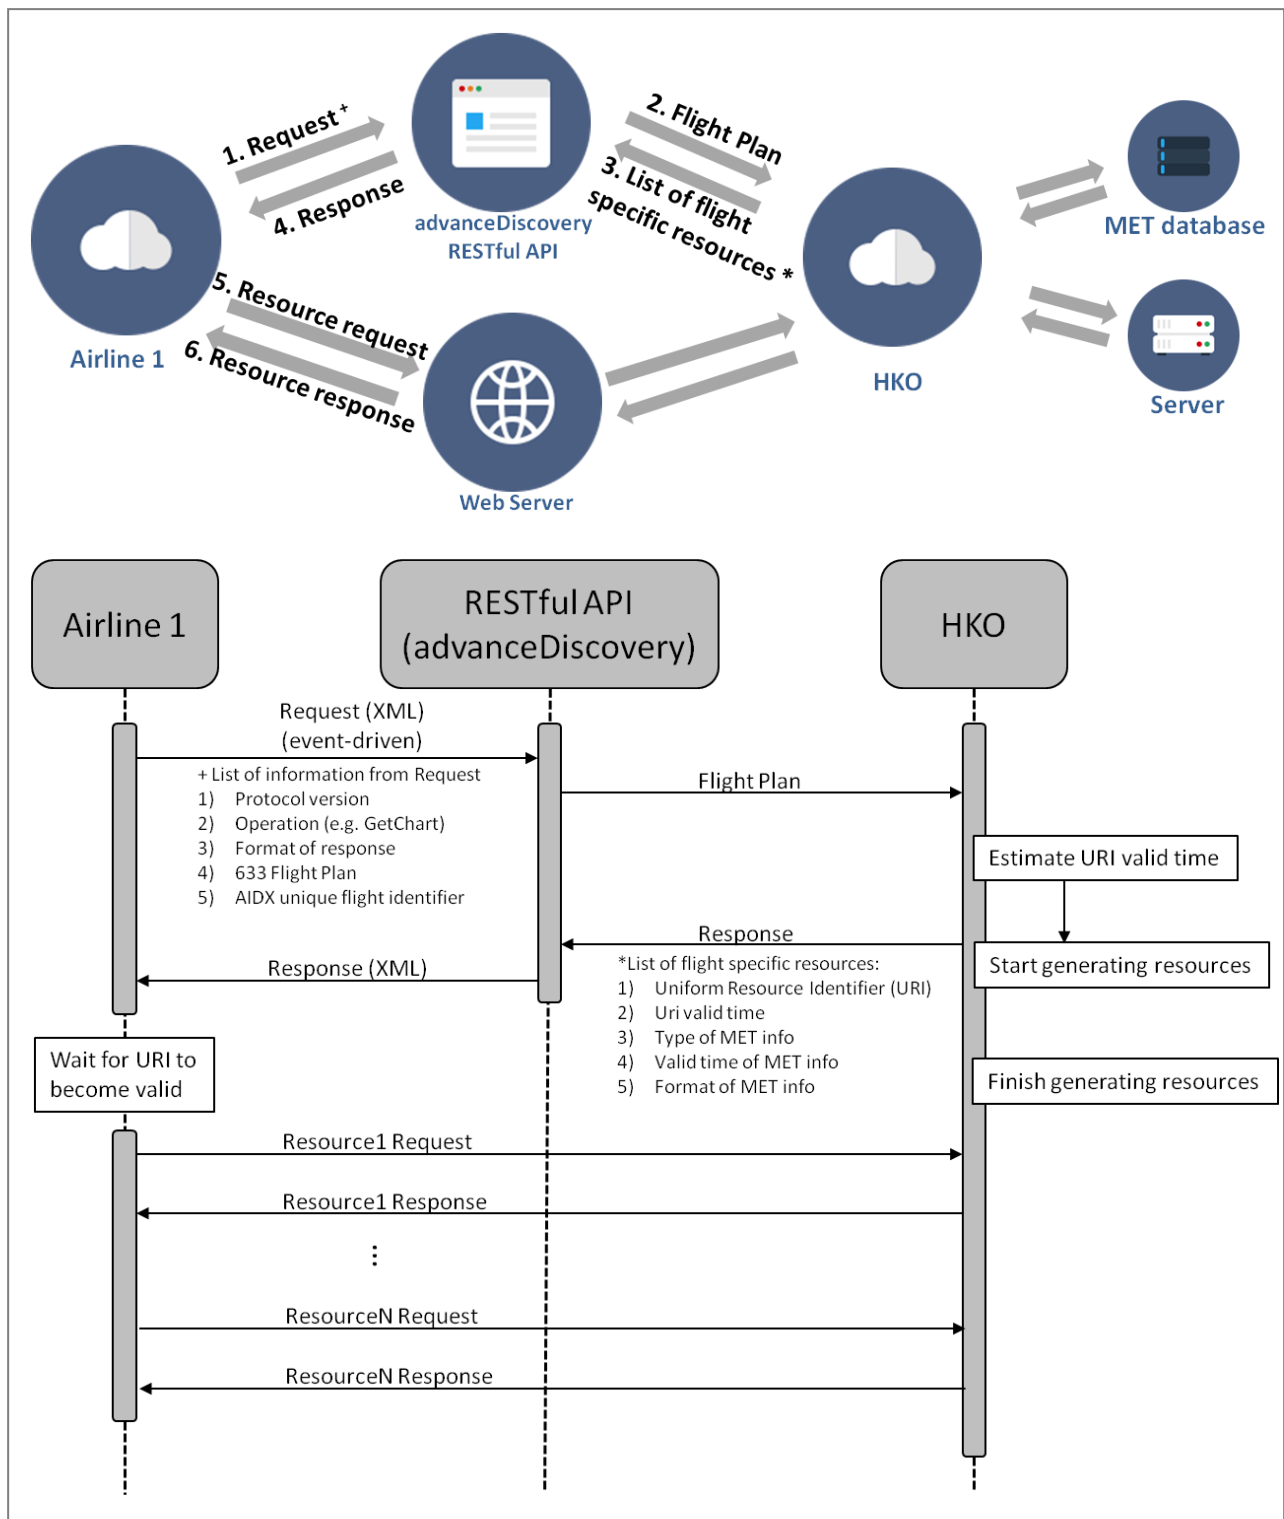 1. Request +
2. Flight Plan
3. List of flight
specific resources *
4. Response
advanceDiscovery
RESTful API
MET database
5. Resource request
6. Resource response
Airline 1
HKO
Server
Web Server
Airline 1
RESTful API
(advanceDiscovery)
HKO
Request (XML)
(event-driven)
+ List of information from Request
1) Protocol version
2) Operation (e.g. GetChart)
3) Format of response
4) 633 Flight Plan
5) AIDX unique flight identifier
Flight Plan
Estimate URI valid time
Response
Response (XML)
Start generating resources
*List of flight specific resources:
1) Uniform Resource Identifier (URI)
2) Uri valid time
3) Type of MET info
4) Valid time of MET info
5) Format of MET info
Wait for URI to
become valid
Finish generating resources
Resource1 Request
Resource1 Response
⋮
ResourceN Request
ResourceN Response